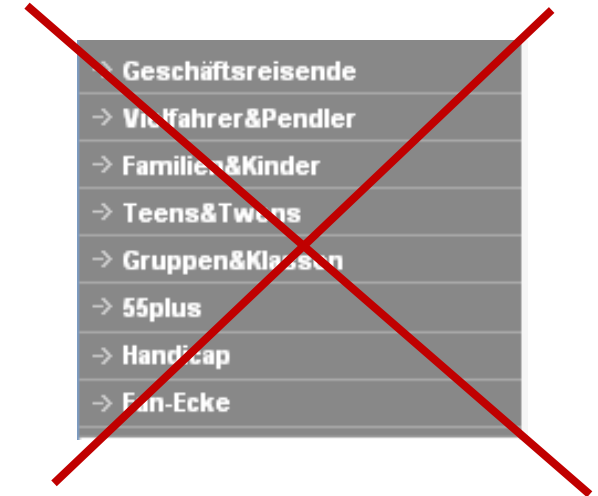 Geschäftsreisende
Vielfahrer&Pendler
Familien&Kinder
Teens&Twens
Gruppen&Klassen
55plus
Handicap
Fan-Ecke